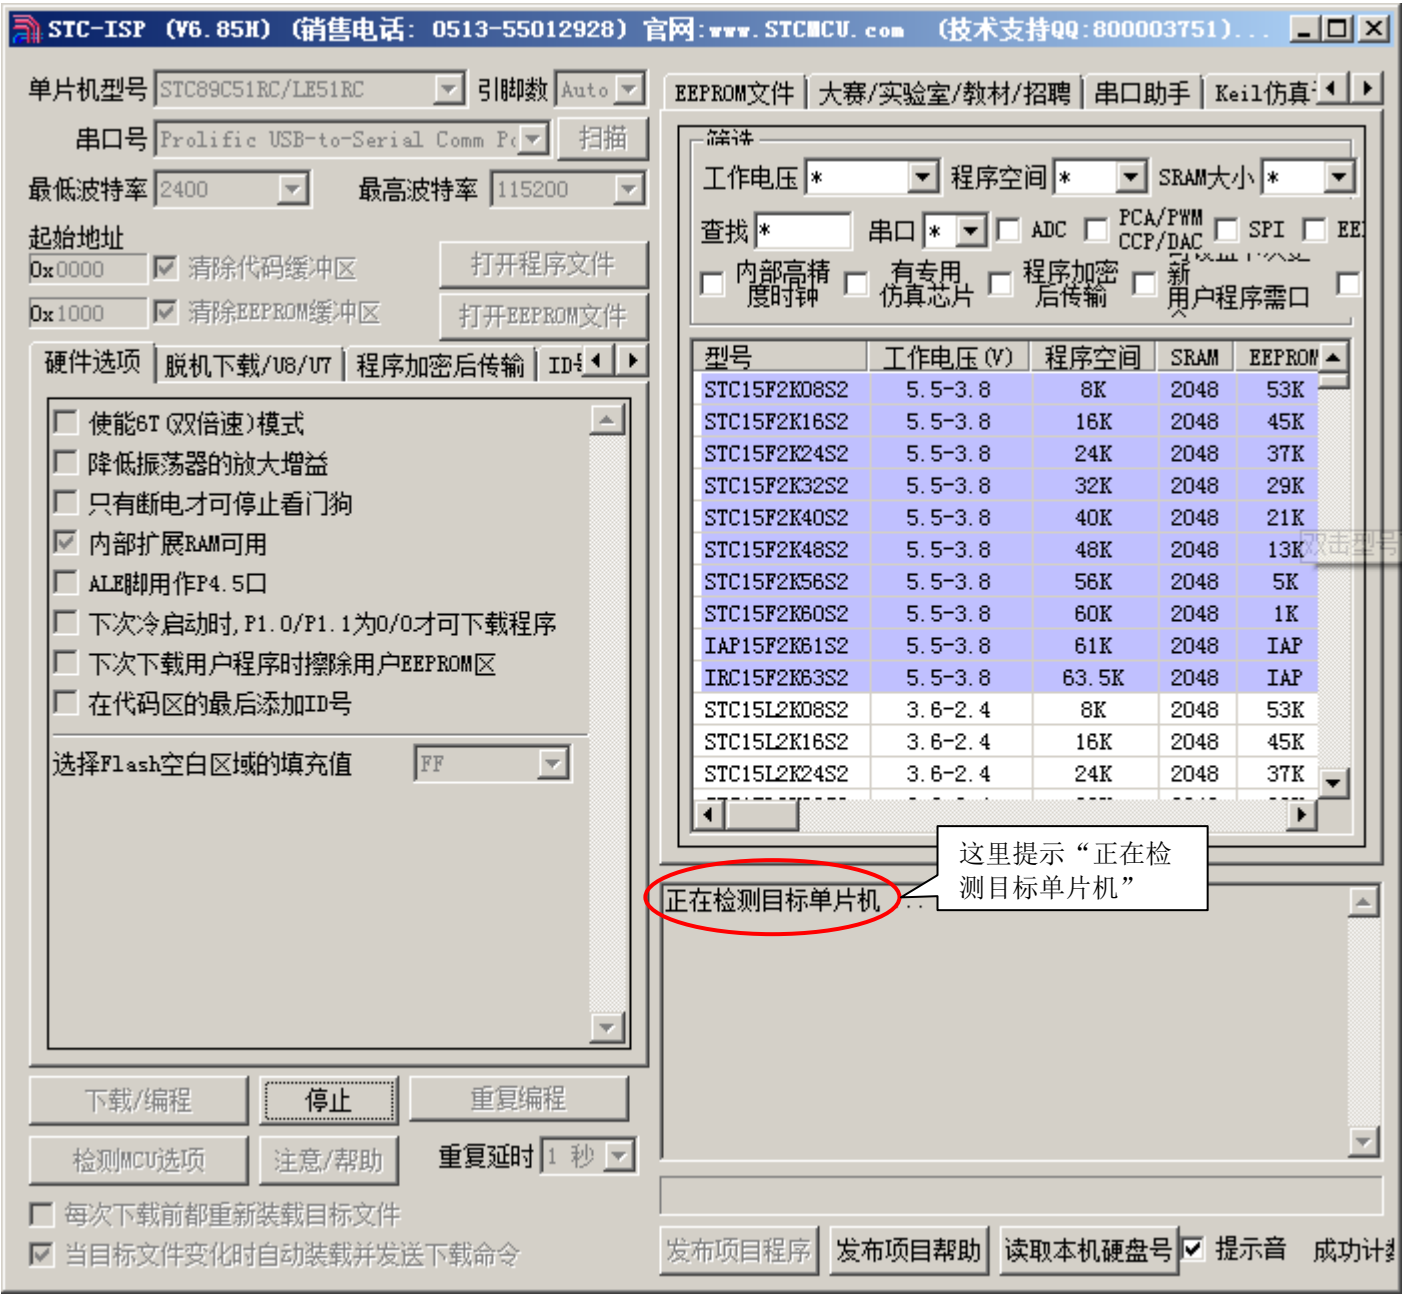 STC-ISP (V6.85H) (销售电话: 0513-55012928) 官网:www.STCMCU.com (技术支持QQ:800003751)...
单片机型号 STC89C51RC/LE51RC 引脚数 Auto
串口号 Prolific USB-to-Serial Comm Po 扫描
最低波特率 2400 最高波特率 115200
起始地址
0x0000 清除代码缓冲区 打开程序文件
0x1000 清除EEPROM缓冲区 打开EEPROM文件
硬件选项 脱机下载/U8/U7 程序加密后传输 ID号
使能6T(双倍速)模式
降低振荡器的放大增益
只有断电才可停止看门狗
内部扩展RAM可用
ALE脚用作P4.5口
下次冷启动时,P1.0/P1.1为0/0才可下载程序
下次下载用户程序时擦除用户EEPROM区
在代码区的最后添加ID号
选择Flash空白区域的填充值 FF
下载/编程 停止 重复编程
检测MCU选项 注意/帮助 重复延时 1 秒
每次下载前都重新装载目标文件
当目标文件变化时自动装载并发送下载命令
EEPROM文件 大赛/实验室/教材/招聘 串口助手 Keil仿真
筛选
工作电压 * 程序空间 * SRAM大小 *
查找 * 串口 * ADC PCA/PWM CCP/DAC SPI EE
内部高精度时钟 有专用仿真芯片 程序加密后传输 新用户程序需口
型号 工作电压(V) 程序空间 SRAM EEPROM
STC15F2K08S2 5.5-3.8 8K 2048 53K
STC15F2K16S2 5.5-3.8 16K 2048 45K
STC15F2K24S2 5.5-3.8 24K 2048 37K
STC15F2K32S2 5.5-3.8 32K 2048 29K
STC15F2K40S2 5.5-3.8 40K 2048 21K
STC15F2K48S2 5.5-3.8 48K 2048 13K
双击型号
STC15F2K56S2 5.5-3.8 56K 2048 5K
STC15F2K60S2 5.5-3.8 60K 2048 1K
IAP15F2K61S2 5.5-3.8 61K 2048 IAP
IRC15F2K63S2 5.5-3.8 63.5K 2048 IAP
STC15L2K08S2 3.6-2.4 8K 2048 53K
STC15L2K16S2 3.6-2.4 16K 2048 45K
STC15L2K24S2 3.6-2.4 24K 2048 37K
这里提示“正在检
测目标单片机”
正在检测目标单片机 ..
发布项目程序 发布项目帮助 读取本机硬盘号 提示音 成功计数